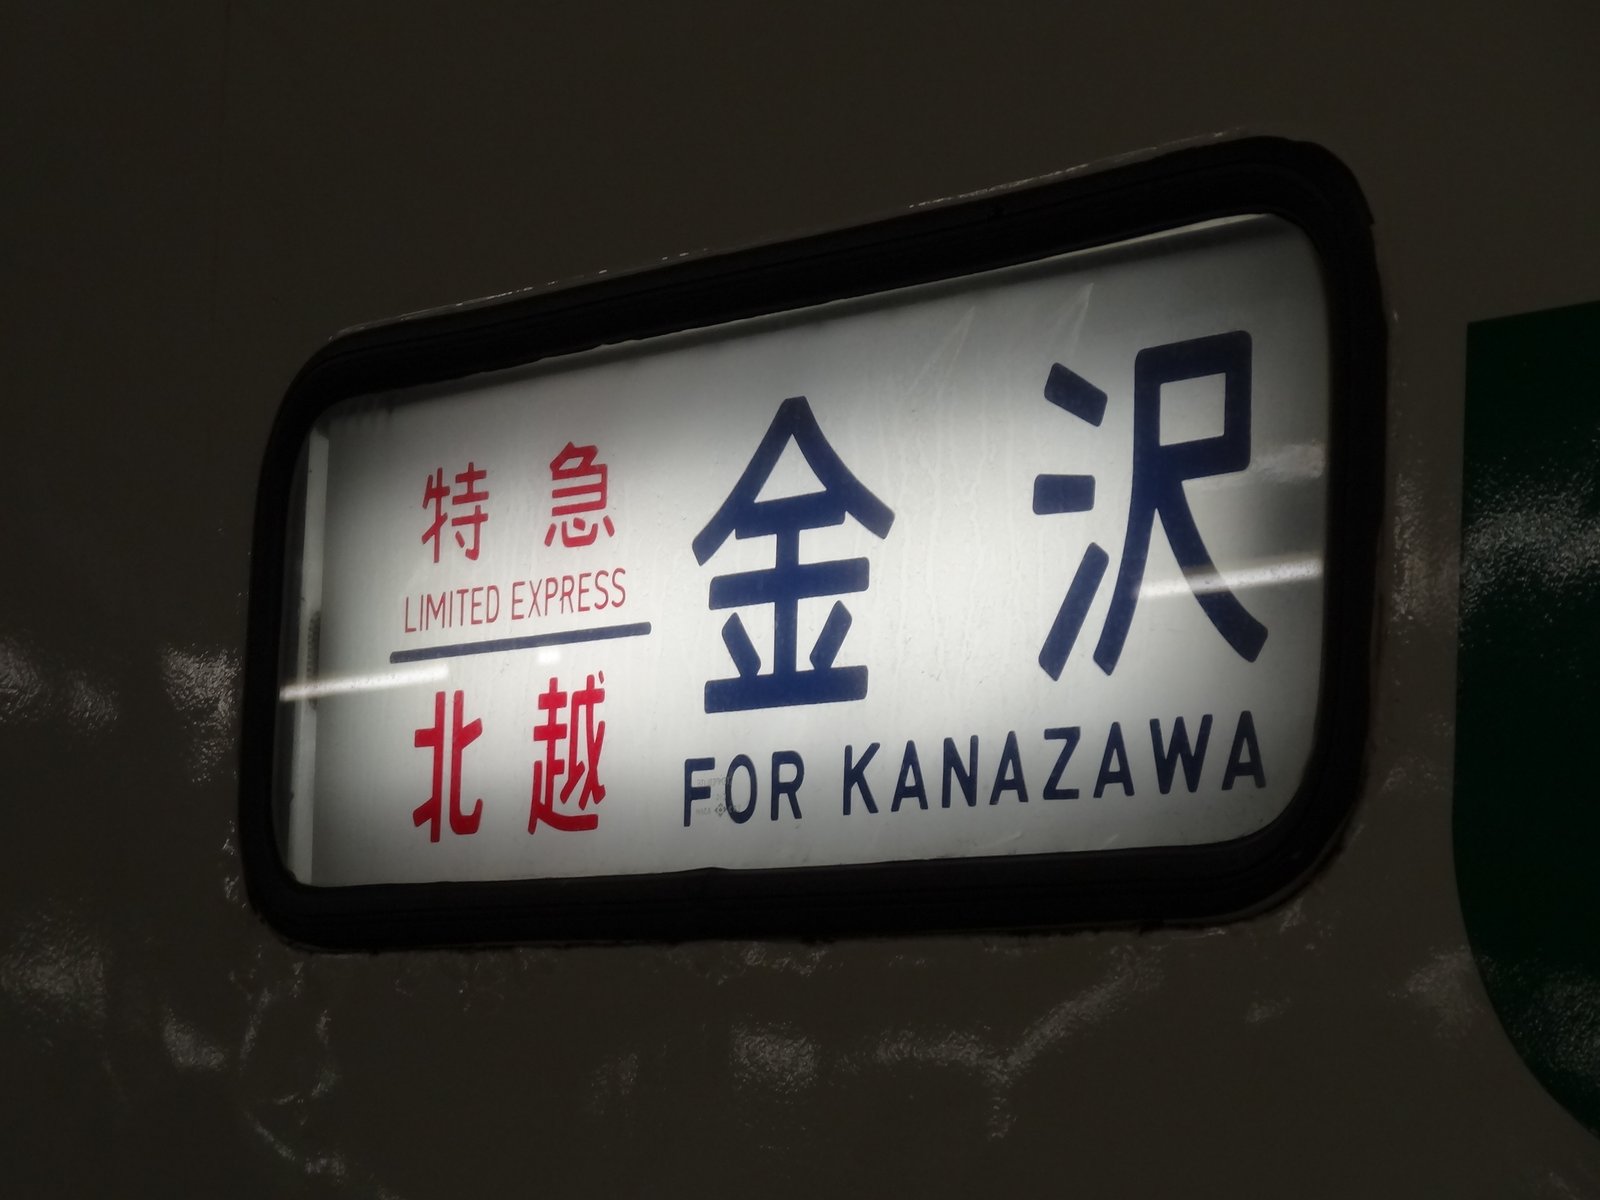 特急
LIMITED EXPRESS
北越
金沢
FOR KANAZAWA